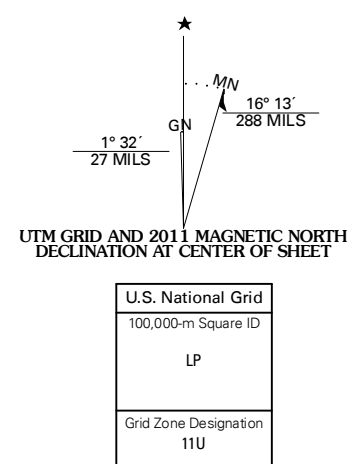 ★
MN
GN
1° 32´
27 MILS
16° 13´
288 MILS
UTM GRID AND 2011 MAGNETIC NORTH
DECLINATION AT CENTER OF SHEET
U.S. National Grid
100,000-m Square ID
LP
Grid Zone Designation
11U